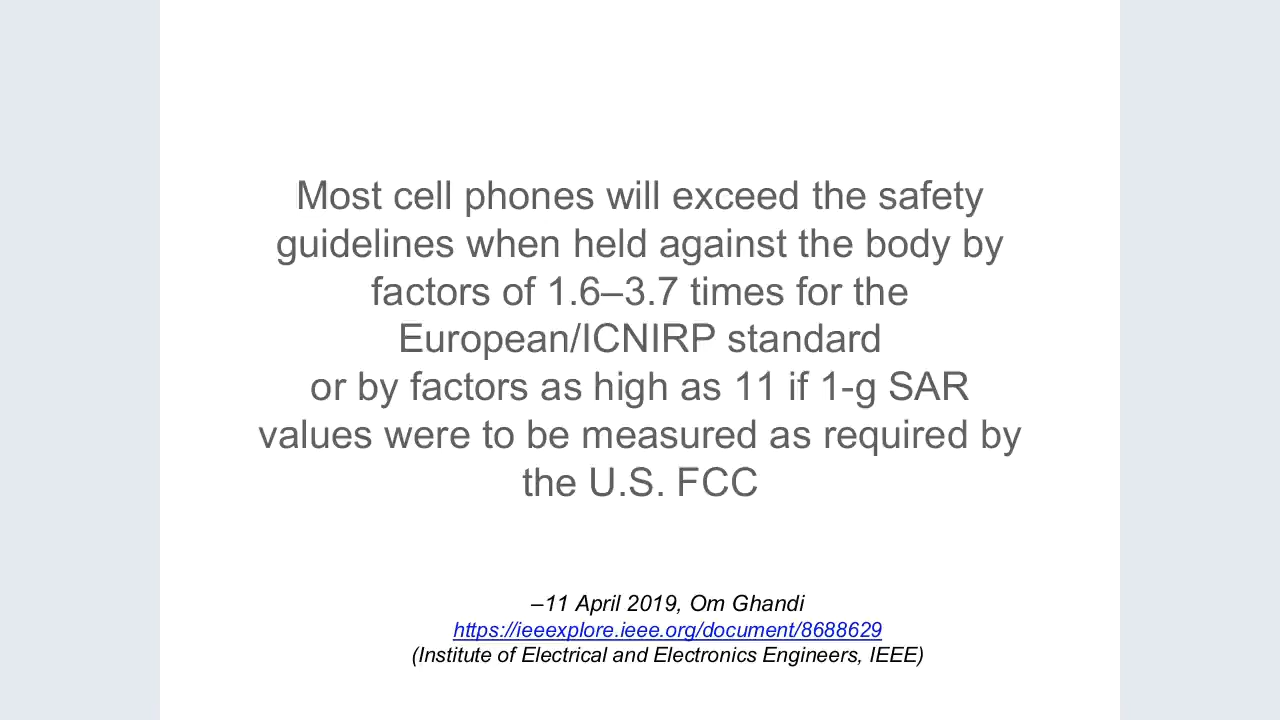 Most cell phones will exceed the safety
guidelines when held against the body by
factors of 1.6–3.7 times for the
European/ICNIRP standard
or by factors as high as 11 if 1-g SAR
values were to be measured as required by
the U.S. FCC
–11 April 2019, Om Ghandi
https://ieeexplore.ieee.org/document/8688629
(Institute of Electrical and Electronics Engineers, IEEE)